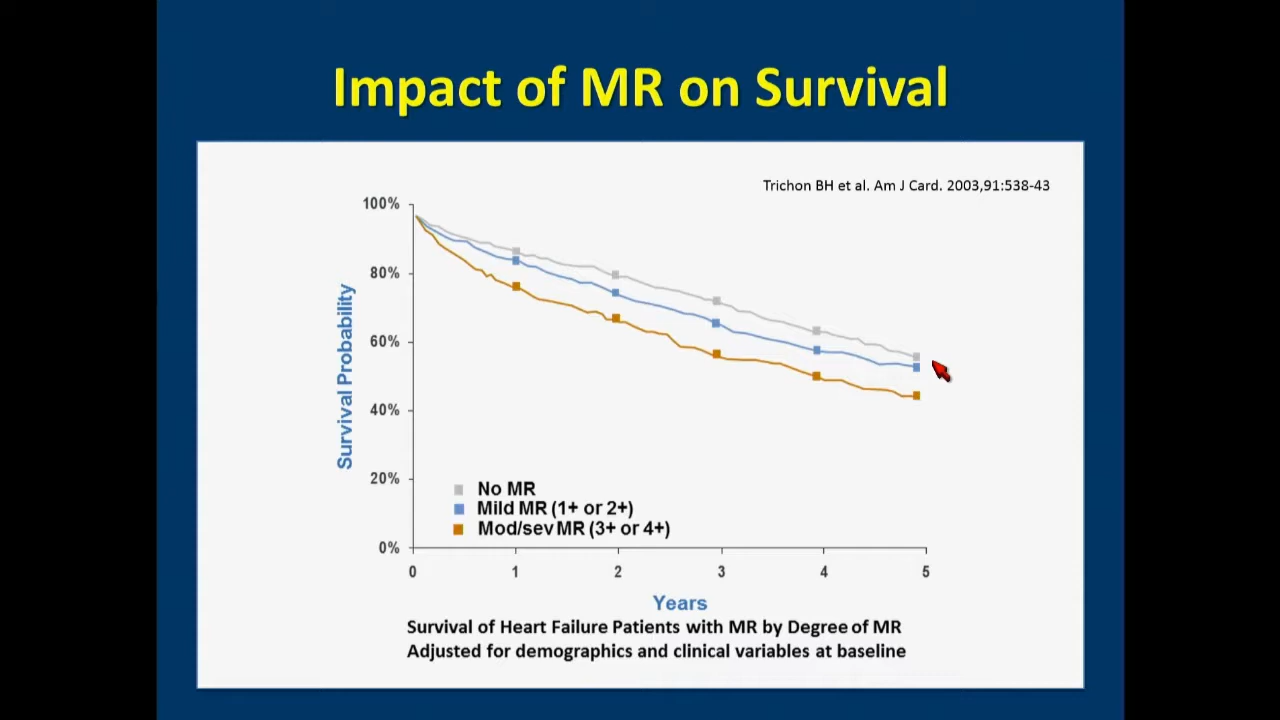 Impact of MR on Survival
Trichon BH et al. Am J Card. 2003,91:538-43
Survival Probability
100%
80%
60%
40%
20%
0%
No MR
Mild MR (1+ or 2+)
Mod/sev MR (3+ or 4+)
0 1 2 3 4 5
Years
Survival of Heart Failure Patients with MR by Degree of MR
Adjusted for demographics and clinical variables at baseline